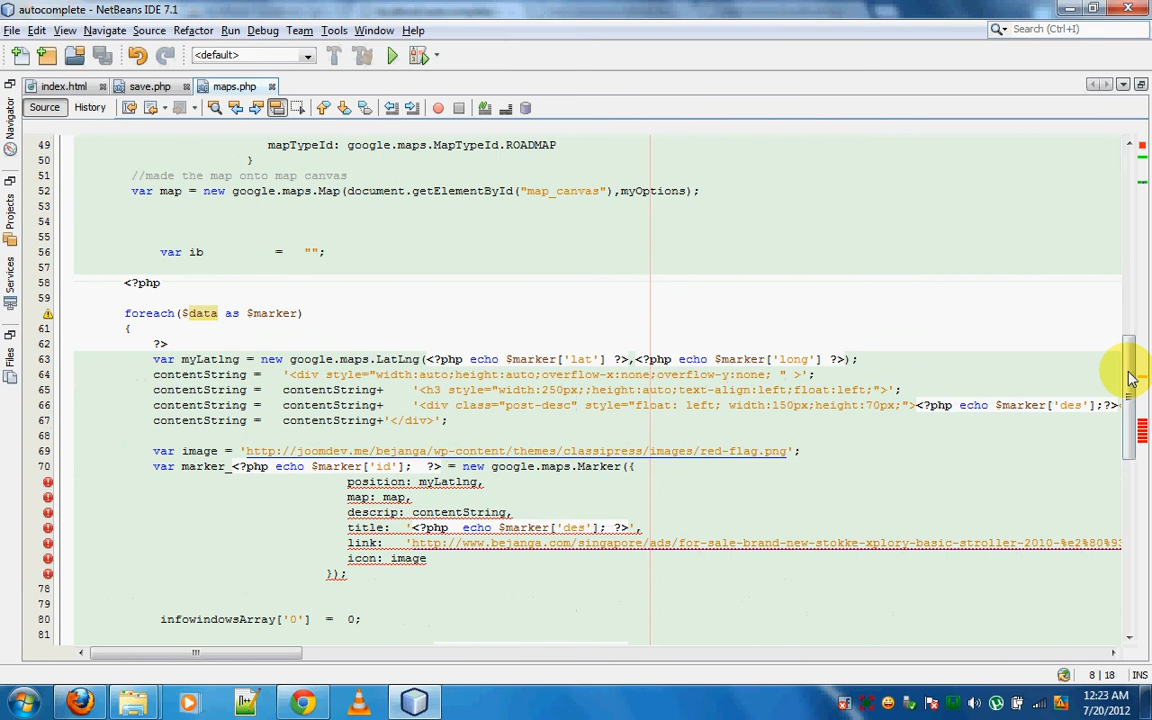 autocomplete - NetBeans IDE 7.1
File Edit View Navigate Source Refactor Run Debug Team Tools Window Help
Search (Ctrl+I)
<default>
index.html save.php maps.php
Source History
Navigator
Projects
Services
Files
49 mapTypeId: google.maps.MapTypeId.ROADMAP
50 }
51 //made the map onto map canvas
52 var map = new google.maps.Map(document.getElementById("map_canvas"),myOptions);
53
54
55
56 var ib = "";
57
58 <?php
59
foreach($data as $marker)
61 {
62 ?>
63 var myLatlng = new google.maps.LatLng(<?php echo $marker['lat'] ?>,<?php echo $marker['long'] ?>);
64 contentString = '<div style="width:auto;height:auto;overflow-x:none;overflow-y:none; " >';
65 contentString = contentString+ '<h3 style="width:250px;;height:auto;text-align:left;float:left;">';
66 contentString = contentString+ '<div class="post-desc" style="float: left; width:150px;height:70px;"><?php echo $marker['des'];?><
67 contentString = contentString+'</div>';
68
69 var image = 'http://joomdev.me/bejanga/wp-content/themes/classipress/images/red-flag.png';
70 var marker_<?php echo $marker['id']; ?> = new google.maps.Marker({
position: myLatlng,
map: map,
descrip: contentString,
title: '<?php echo $marker['des']; ?>',
link: 'http://www.bejanga.com/singapore/ads/for-sale-brand-new-stokke-xplory-basic-stroller-2010-%e2%80%93
icon: image
});
78
79
80 infowindowsArray['0'] = 0;
81
8 | 18 INS
12:23 AM
7/20/2012